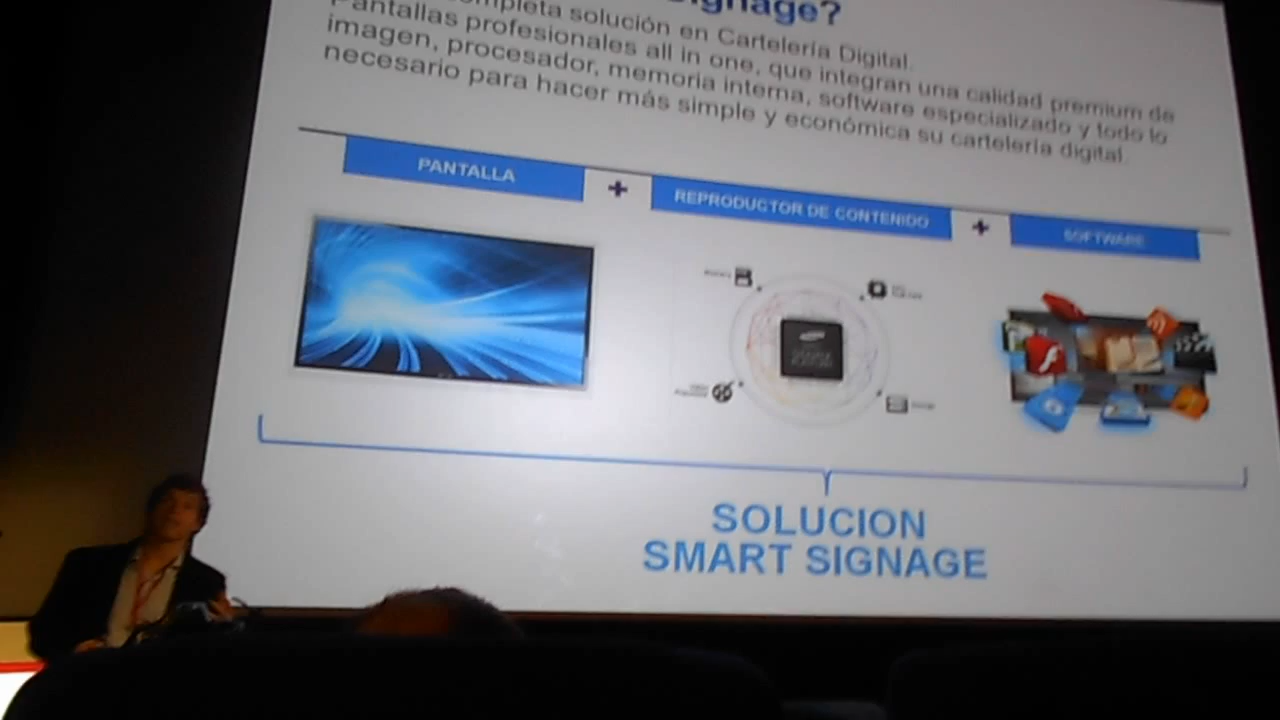 Signage?
completa solución en Cartelería Digital.
Pantallas profesionales all in one, que integran una calidad premium de
imagen, procesador, memoria interna, software especializado y todo lo
necesario para hacer más simple y económica su cartelería digital.
PANTALLA + REPRODUCTOR DE CONTENIDO + SOFTWARE
SOLUCION
SMART SIGNAGE